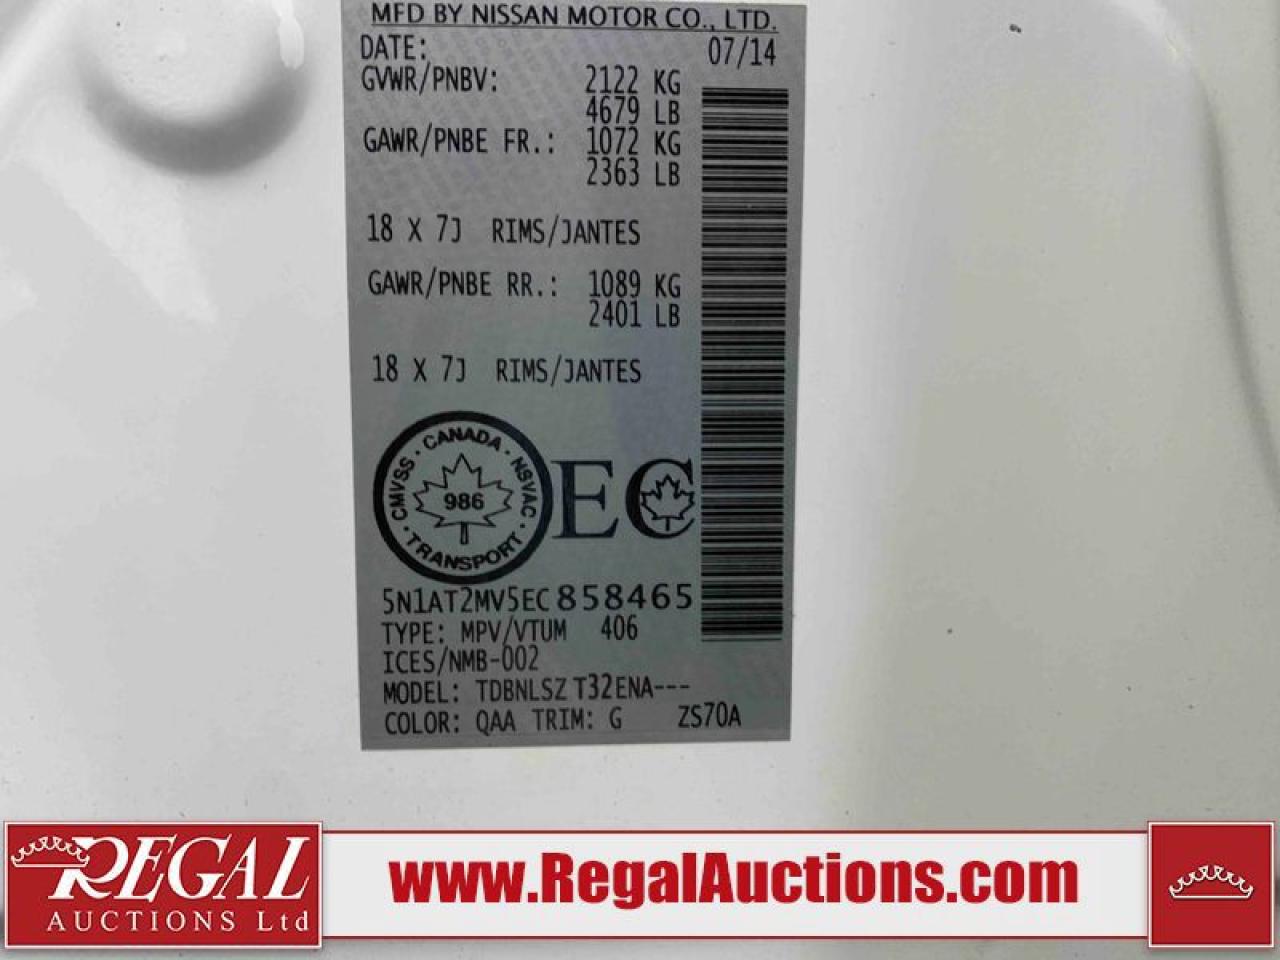 MFD BY NISSAN MOTOR CO., LTD.
DATE: 07/14
GVWR/PNBV: 2122 KG
4679 LB
GAWR/PNBE FR.: 1072 KG
2363 LB
18 X 7J RIMS/JANTES
GAWR/PNBE RR.: 1089 KG
2401 LB
18 X 7J RIMS/JANTES
CANADA · NSVAC · TRANSPORT · CMVSS ·
986
EC
5N1AT2MV5EC858465
TYPE: MPV/VTUM 406
ICES/NMB-002
MODEL: TDBNLSZ T32ENA---
COLOR: QAA TRIM: G ZS70A
REGAL
AUCTIONS Ltd
www.RegalAuctions.com